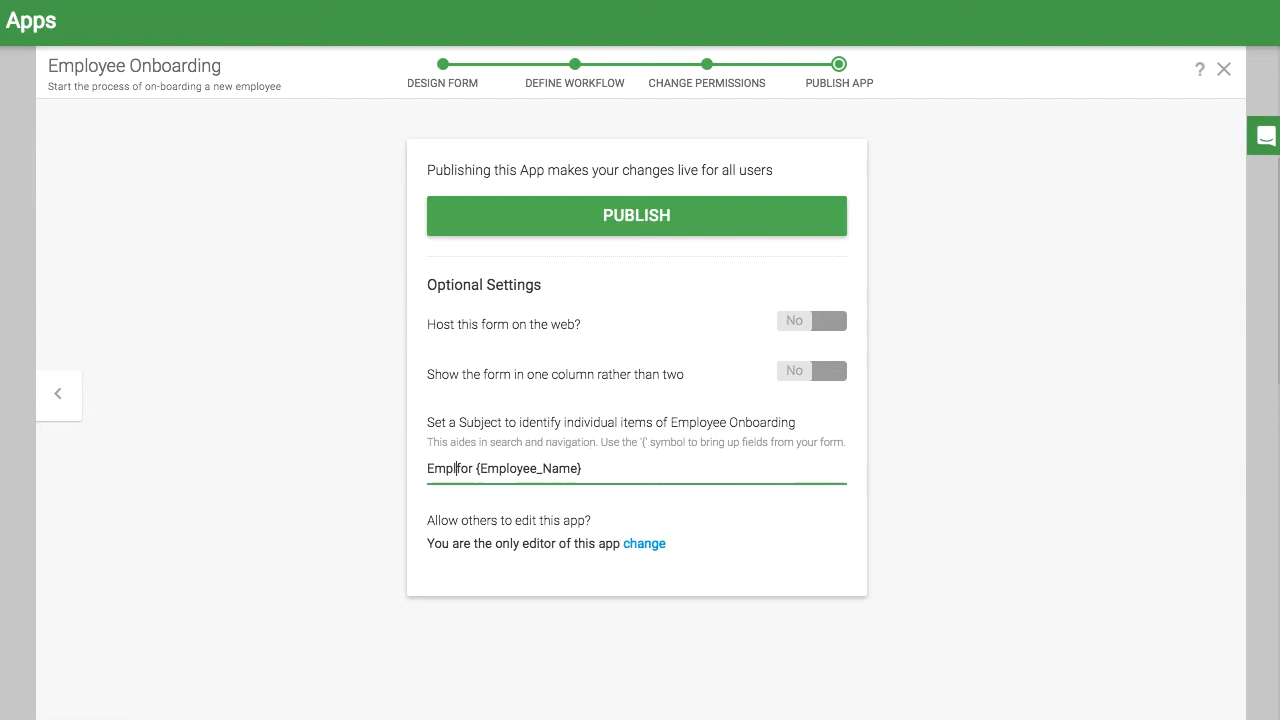 Apps
Employee Onboarding
Start the process of on-boarding a new employee
DESIGN FORM
DEFINE WORKFLOW
CHANGE PERMISSIONS
PUBLISH APP
?
Publishing this App makes your changes live for all users
PUBLISH
Optional Settings
Host this form on the web?
No
Show the form in one column rather than two
No
Set a Subject to identify individual items of Employee Onboarding
This aides in search and navigation. Use the '{' symbol to bring up fields from your form.
Emplfor {Employee_Name}
Allow others to edit this app?
You are the only editor of this app change